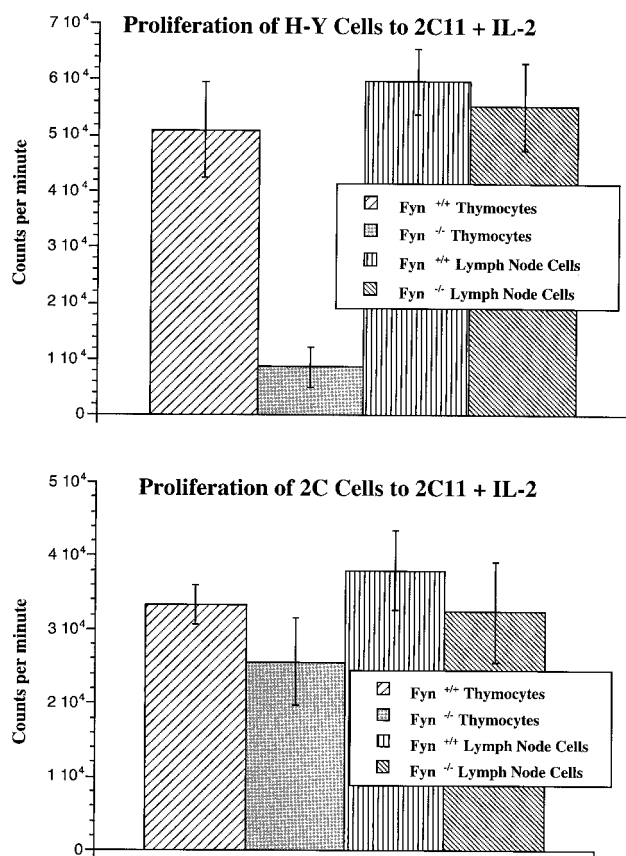 Proliferation of H-Y Cells to 2C11 + IL-2
7 10⁴
6 10⁴
5 10⁴
4 10⁴
3 10⁴
2 10⁴
1 10⁴
0
Counts per minute
Fyn +/+ Thymocytes
Fyn -/- Thymocytes
Fyn +/+ Lymph Node Cells
Fyn -/- Lymph Node Cells
Proliferation of 2C Cells to 2C11 + IL-2
5 10⁴
4 10⁴
3 10⁴
2 10⁴
1 10⁴
0
Counts per minute
Fyn +/+ Thymocytes
Fyn -/- Thymocytes
Fyn +/+ Lymph Node Cells
Fyn -/- Lymph Node Cells